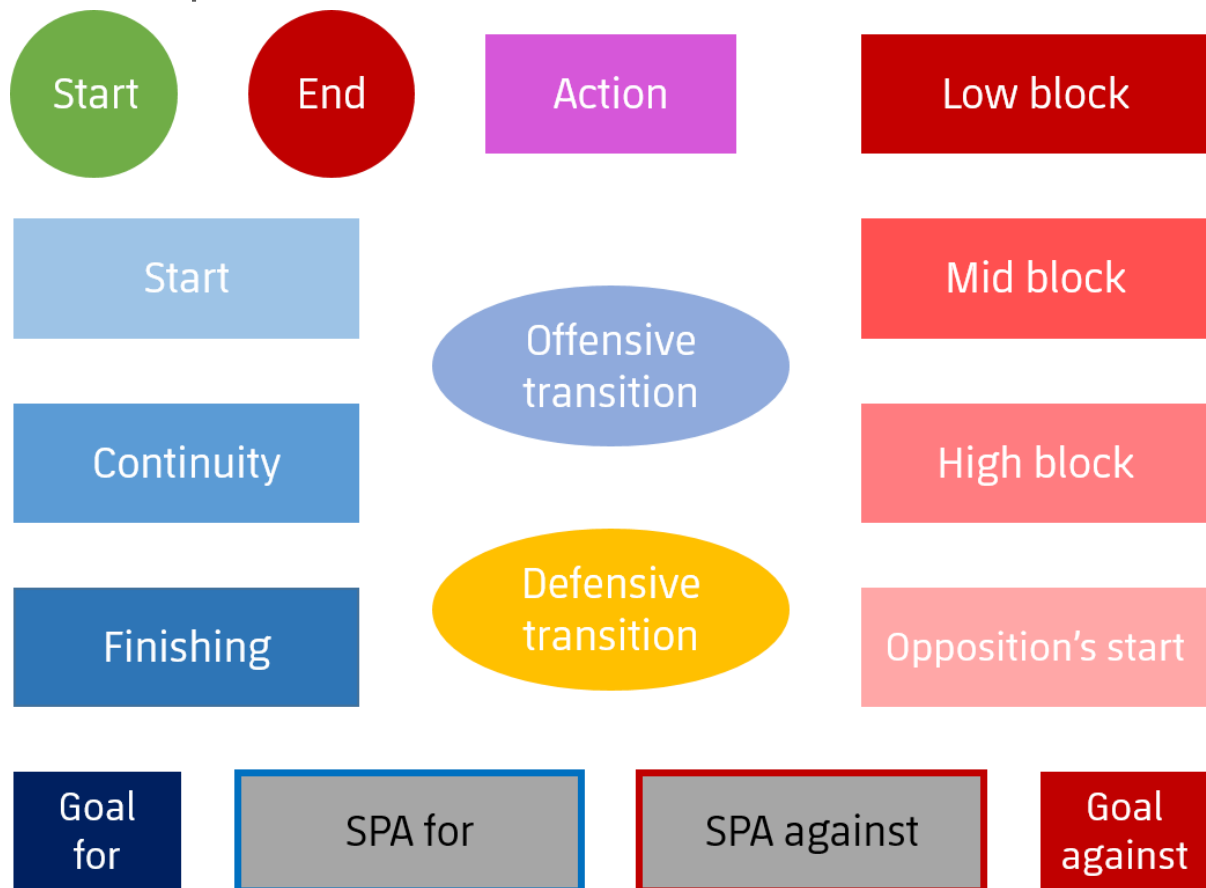 Start
End
Action
Low block
Start
Mid block
Offensive
transition
Continuity
High block
Defensive
transition
Finishing
Opposition's start
Goal
for
SPA for
SPA against
Goal
against